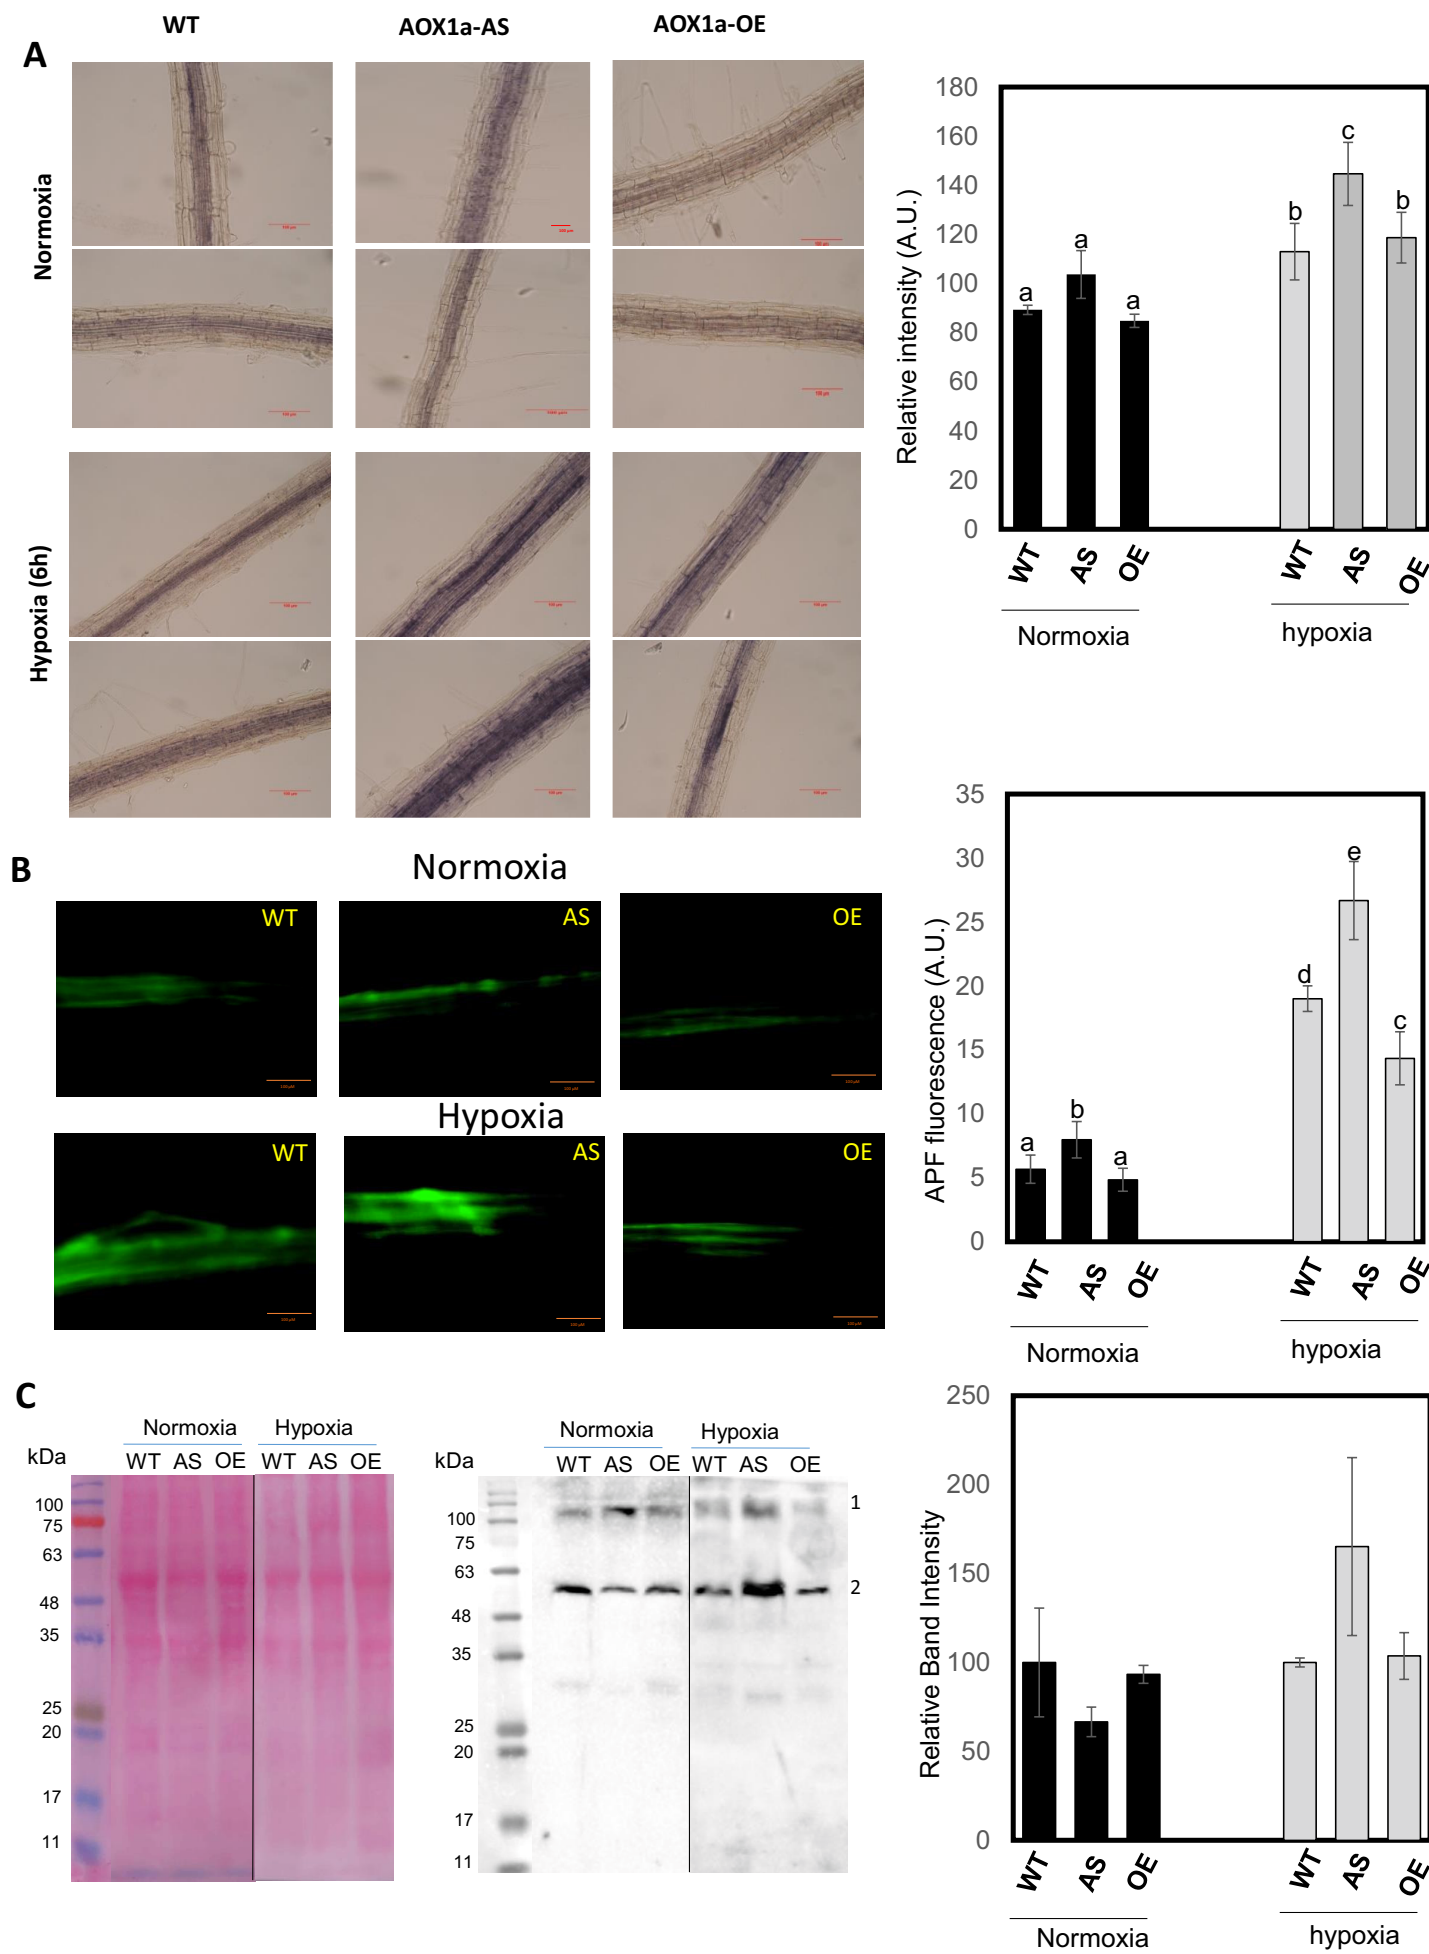 WT AOX1a-AS AOX1a-OE
A
Normoxia
Hypoxia (6h)
Relative intensity (A.U.)
180
160
140
120
100
80
60
40
20
0
a a a b c b
WT AS OE WT AS OE
Normoxia hypoxia
B
Normoxia
WT AS OE
Hypoxia
WT AS OE
APF fluorescence (A.U.)
35
30
25
20
15
10
5
0
a b a d e c
WT AS OE WT AS OE
Normoxia hypoxia
C
Normoxia Hypoxia
kDa WT AS OE WT AS OE
100
75
63
48
35
25
20
17
11
Normoxia Hypoxia
kDa WT AS OE WT AS OE
100
75
63
48
35
25
20
17
11
1
2
Relative Band Intensity
250
200
150
100
50
0
WT AS OE WT AS OE
Normoxia hypoxia